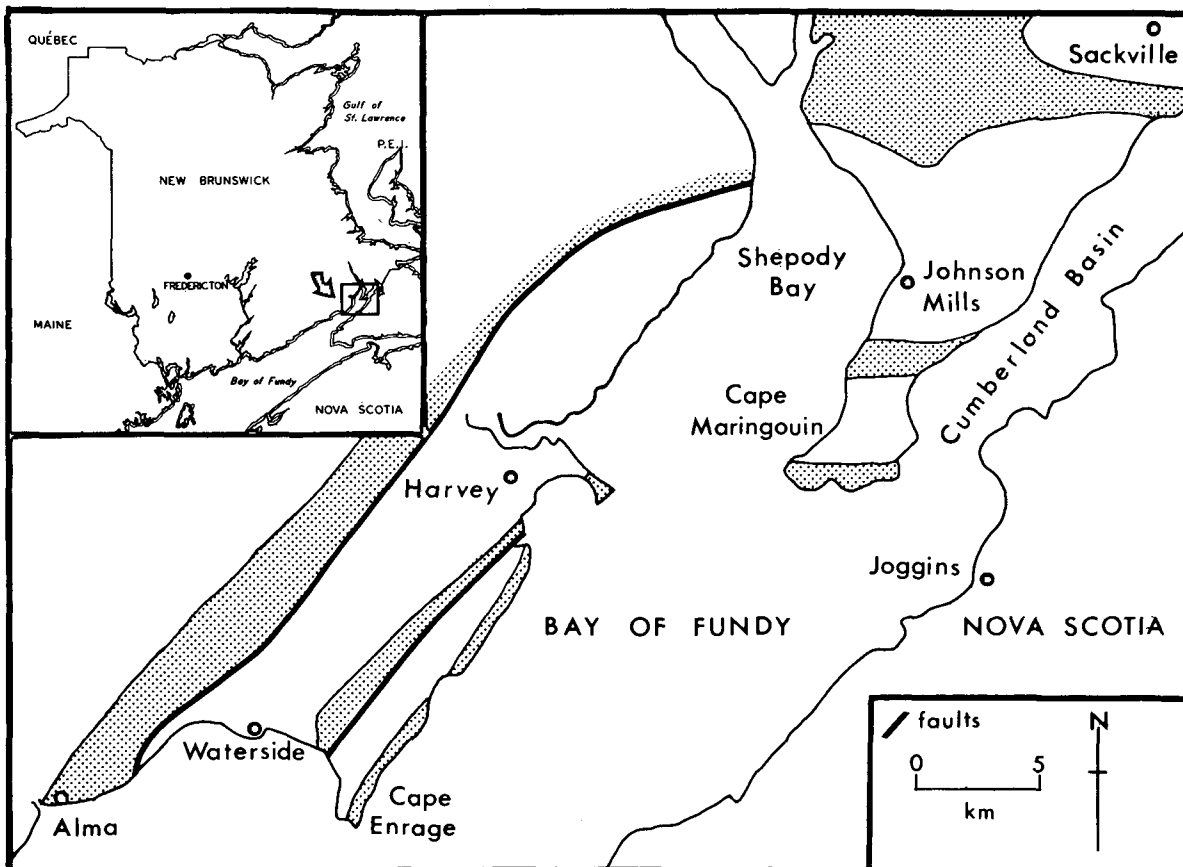 QUÉBEC
Gulf of
St. Lawrence
P.E.I.
NEW BRUNSWICK
FREDERICTON
MAINE
Bay of Fundy
NOVA SCOTIA
Sackville
Shepody
Bay
Johnson
Mills
Cumberland Basin
Cape
Maringouin
Harvey
Joggins
BAY OF FUNDY
NOVA SCOTIA
Waterside
Cape
Enrage
Alma
faults
N
0 5
km